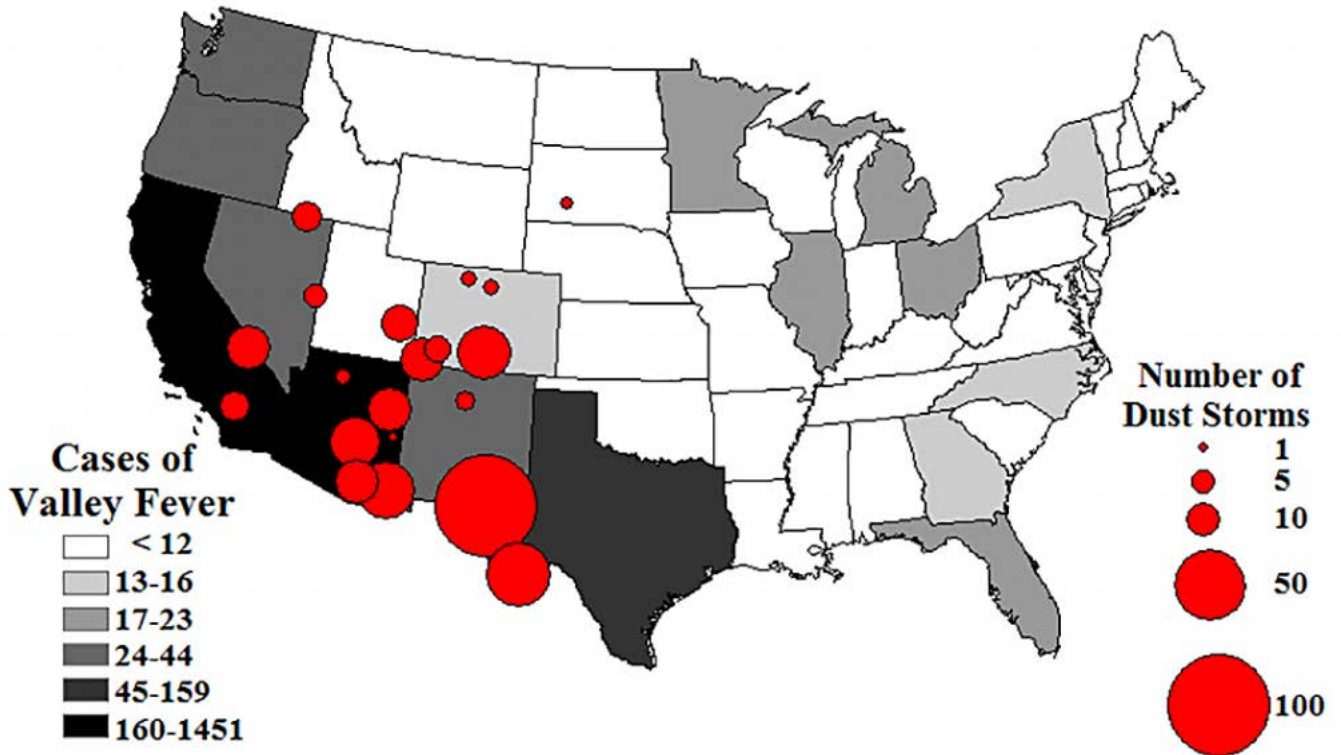 Cases of
Valley Fever
< 12
13-16
17-23
24-44
45-159
160-1451
Number of
Dust Storms
1
5
10
50
100